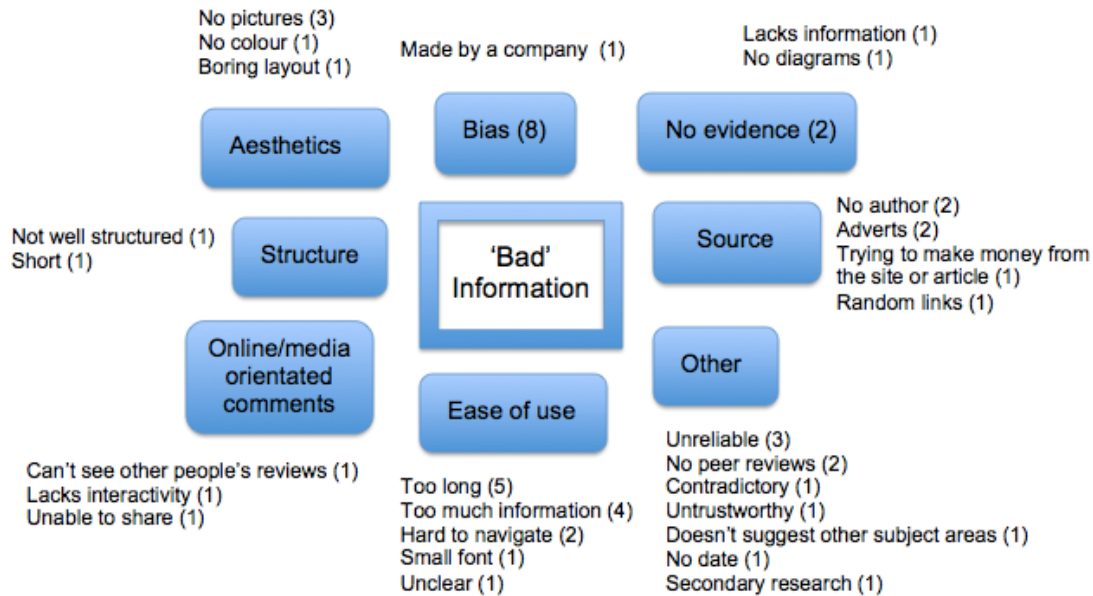 No pictures (3)
No colour (1)
Boring layout (1)
Aesthetics
Made by a company (1)
Bias (8)
Lacks information (1)
No diagrams (1)
No evidence (2)
Not well structured (1)
Short (1)
Structure
‘Bad’
Information
Source
No author (2)
Adverts (2)
Trying to make money from
the site or article (1)
Random links (1)
Online/media
orientated
comments
Can’t see other people’s reviews (1)
Lacks interactivity (1)
Unable to share (1)
Ease of use
Too long (5)
Too much information (4)
Hard to navigate (2)
Small font (1)
Unclear (1)
Other
Unreliable (3)
No peer reviews (2)
Contradictory (1)
Untrustworthy (1)
Doesn’t suggest other subject areas (1)
No date (1)
Secondary research (1)